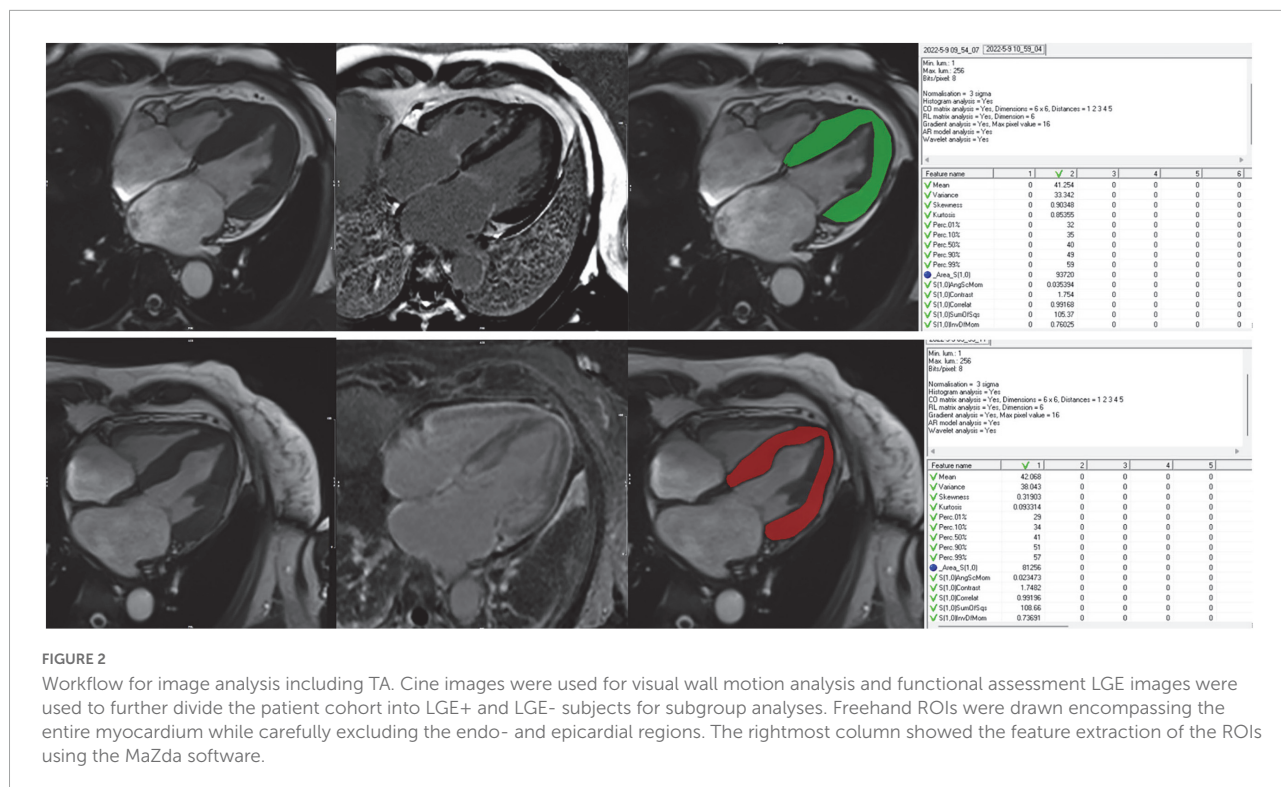 2022-5-9 09_54_07 2022-5-9 10_59_04
Min. lum.: 1
Max. lum.: 256
Bits/pixel: 8
Normalisation = 3 sigma
Histogram analysis = Yes
CO matrix analysis = Yes, Dimensions = 6 x 6, Distances = 1 2 3 4 5
RL matrix analysis = Yes, Dimension = 6
Gradient analysis = Yes, Max pixel value = 16
AR model analysis = Yes
Wavelet analysis = Yes
Feature name 1 2 3 4 5 6
Mean 0 41.254 0 0 0 0
Variance 0 33.342 0 0 0 0
Skewness 0 0.90348 0 0 0 0
Kurtosis 0 0.85355 0 0 0 0
Perc.01% 0 32 0 0 0 0
Perc.10% 0 35 0 0 0 0
Perc.50% 0 40 0 0 0 0
Perc.90% 0 49 0 0 0 0
Perc.99% 0 59 0 0 0 0
_Area_S(1,0) 0 93720 0 0 0 0
S(1,0)AngScMom 0 0.035394 0 0 0 0
S(1,0)Contrast 0 1.754 0 0 0 0
S(1,0)Correlat 0 0.99168 0 0 0 0
S(1,0)SumOfSqs 0 105.37 0 0 0 0
S(1,0)InvDfMom 0 0.76025 0 0 0 0
Min. lum.: 1
Max. lum.: 256
Bits/pixel: 8
Normalisation = 3 sigma
Histogram analysis = Yes
CO matrix analysis = Yes, Dimensions = 6 x 6, Distances = 1 2 3 4 5
RL matrix analysis = Yes, Dimension = 6
Gradient analysis = Yes, Max pixel value = 16
AR model analysis = Yes
Wavelet analysis = Yes
Feature name 1 2 3 4 5
Mean 42.068 0 0 0 0
Variance 38.043 0 0 0 0
Skewness 0.31903 0 0 0 0
Kurtosis 0.093314 0 0 0 0
Perc.01% 29 0 0 0 0
Perc.10% 34 0 0 0 0
Perc.50% 41 0 0 0 0
Perc.90% 51 0 0 0 0
Perc.99% 57 0 0 0 0
_Area_S(1,0) 81256 0 0 0 0
S(1,0)AngScMom 0.023473 0 0 0 0
S(1,0)Contrast 1.7482 0 0 0 0
S(1,0)Correlat 0.99196 0 0 0 0
S(1,0)SumOfSqs 108.66 0 0 0 0
S(1,0)InvDfMom 0.73691 0 0 0 0
FIGURE 2
Workflow for image analysis including TA. Cine images were used for visual wall motion analysis and functional assessment LGE images were
used to further divide the patient cohort into LGE+ and LGE- subjects for subgroup analyses. Freehand ROIs were drawn encompassing the
entire myocardium while carefully excluding the endo- and epicardial regions. The rightmost column showed the feature extraction of the ROIs
using the MaZda software.